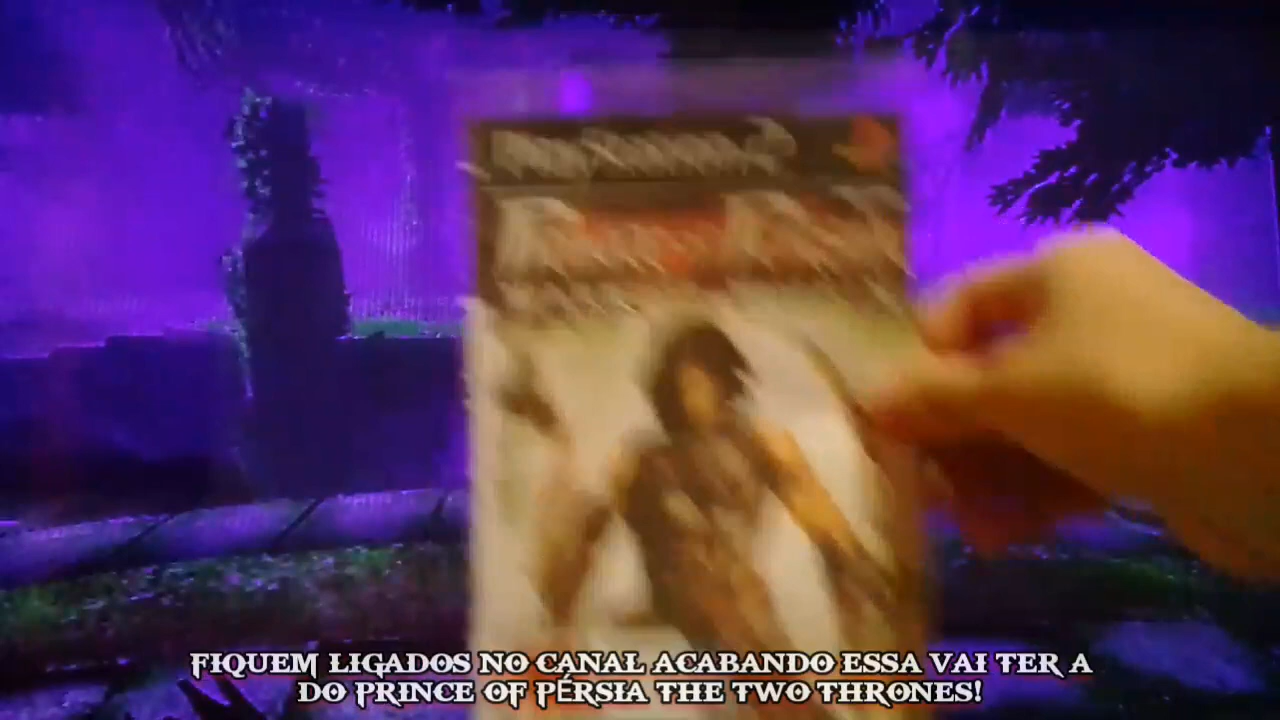 FIQUEM LIGADOS NO CANAL ACABANDO ESSA VAI TER A
DO PRINCE OF PÉRSIA THE TWO THRONES!